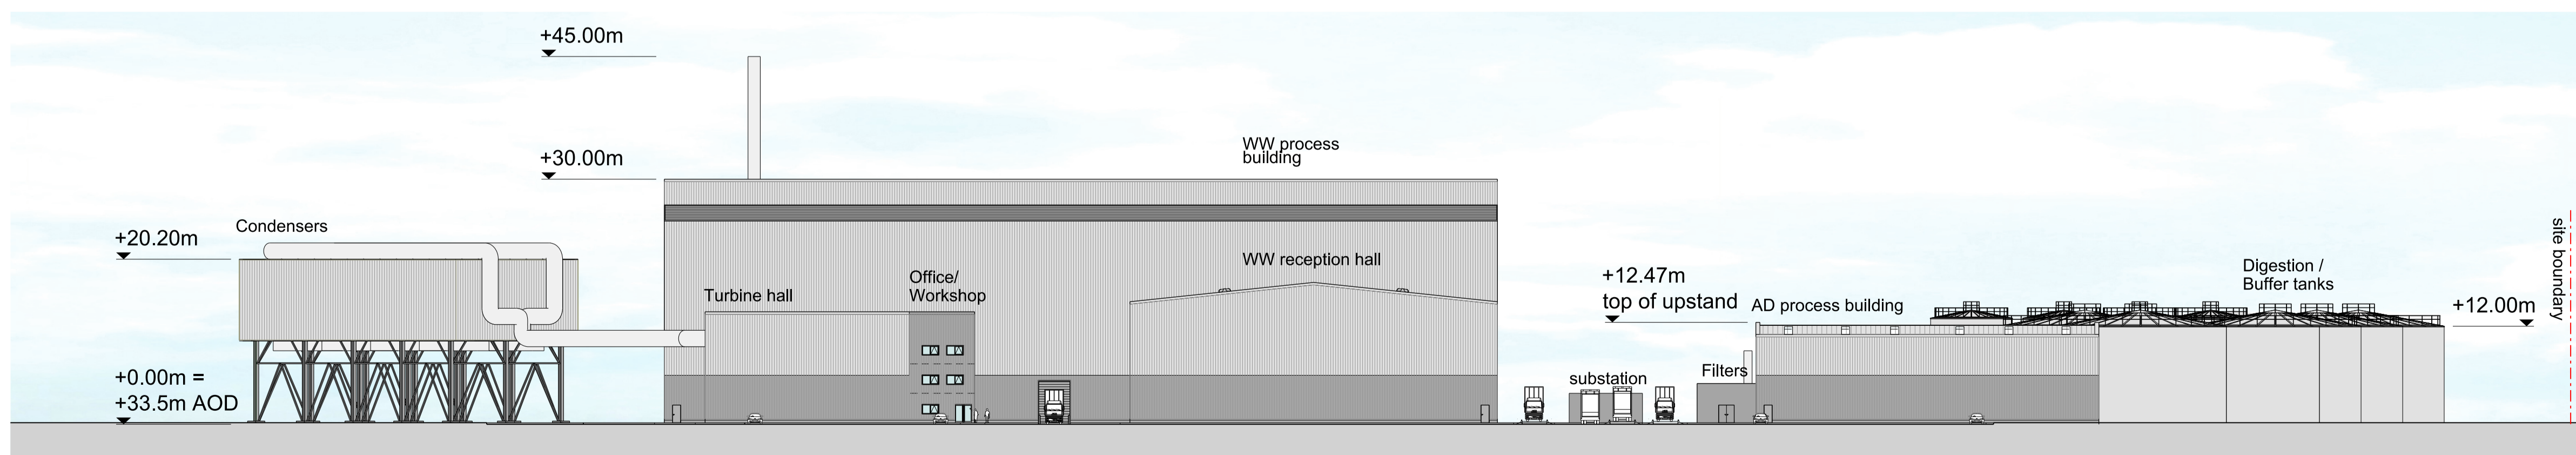 +45.00m
+30.00m
WW process
building
Condensers
+20.20m
WW reception hall
Office/
Workshop
Turbine hall
+12.47m
top of upstand
AD process building
Digestion /
Buffer tanks
+12.00m
site boundary
Filters
substation
+0.00m =
+33.5m AOD